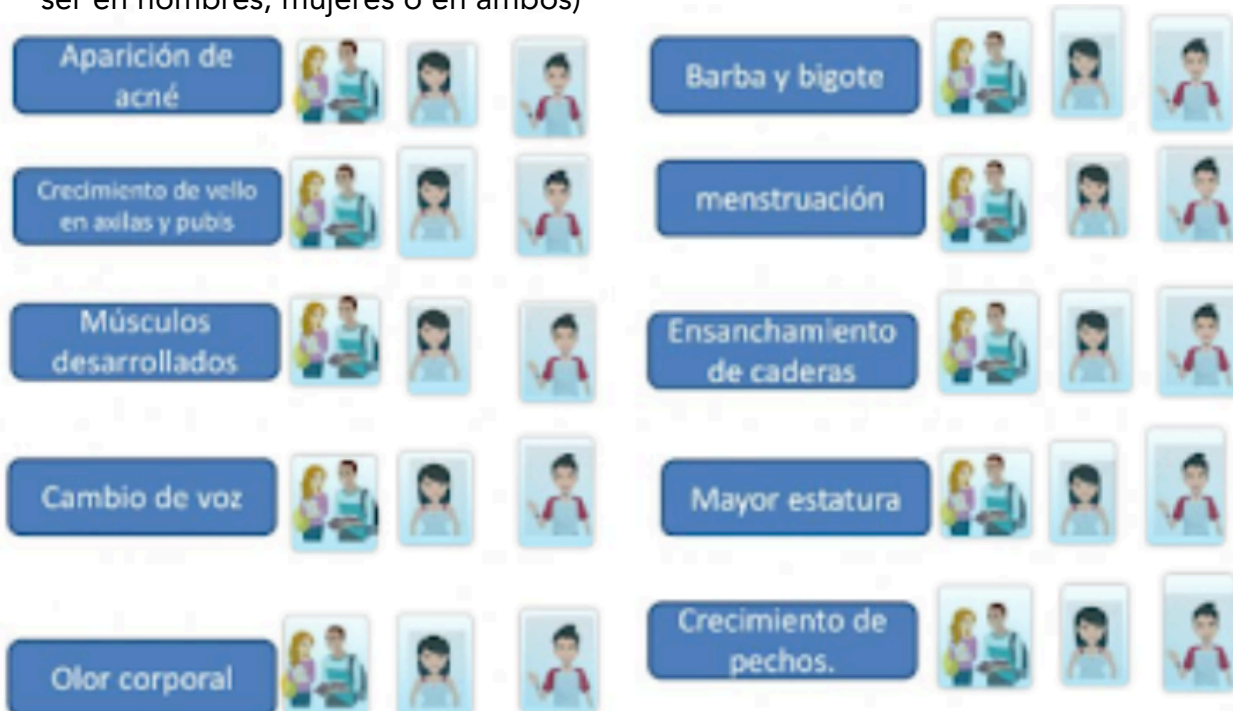 ser en hombres, mujeres o en ambos)
Aparición de
acné
Barba y bigote
Crecimiento de vello
en axilas y pubis
menstruación
Músculos
desarrollados
Ensanchamiento
de caderas
Cambio de voz
Mayor estatura
Olor corporal
Crecimiento de
pechos.